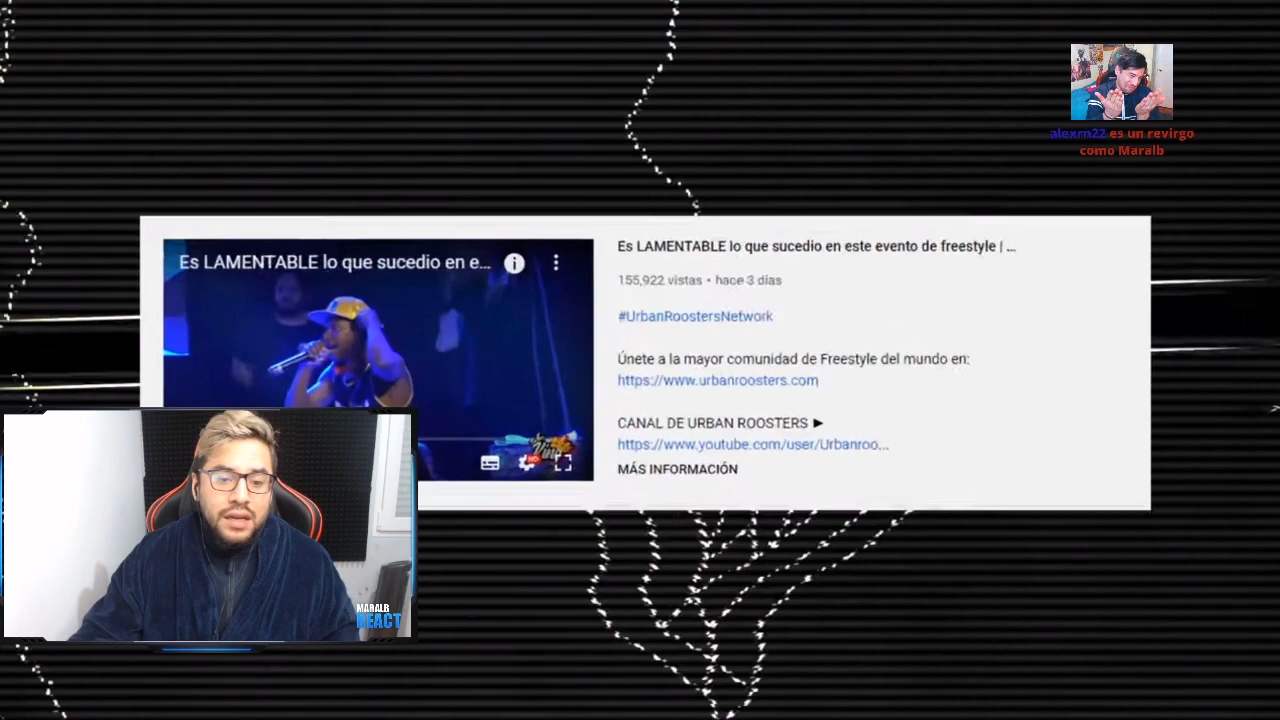 alexm22 es un revirgo
como Maralb
Es LAMENTABLE lo que sucedio en e...
Es LAMENTABLE lo que sucedio en este evento de freestyle | ...
155,922 vistas • hace 3 días
#UrbanRoostersNetwork
Únete a la mayor comunidad de Freestyle del mundo en:
https://www.urbanroosters.com
CANAL DE URBAN ROOSTERS ►
https://www.youtube.com/user/Urbanroo...
MÁS INFORMACIÓN
HD
MARALB
REACT